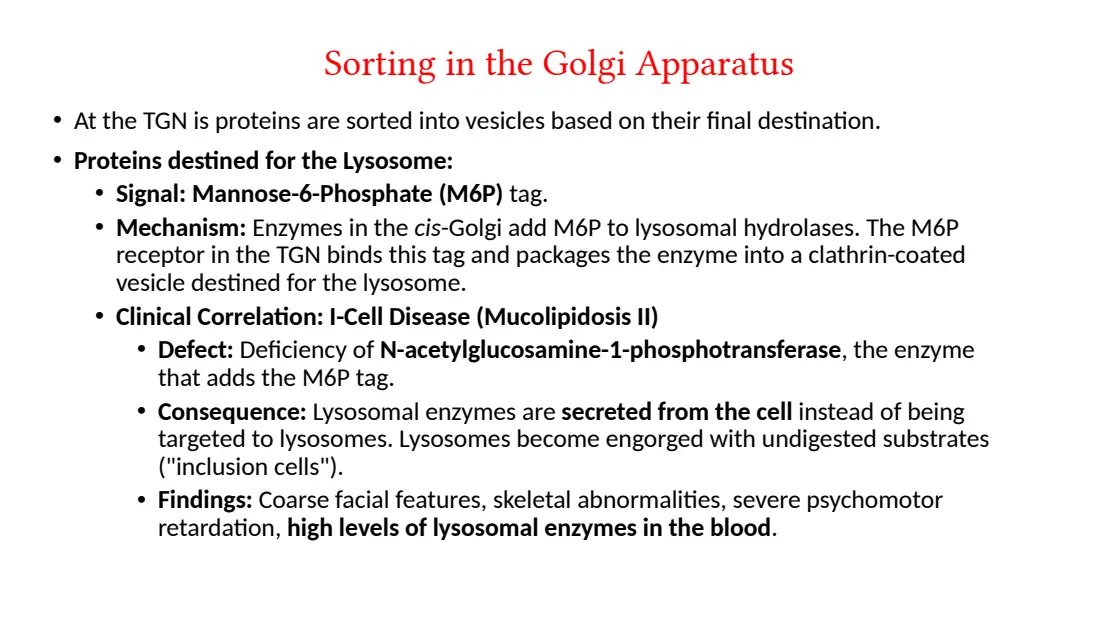 Sorting in the Golgi Apparatus
• At the TGN is proteins are sorted into vesicles based on their final destination.
• Proteins destined for the Lysosome:
• Signal: Mannose-6-Phosphate (M6P) tag.
• Mechanism: Enzymes in the cis-Golgi add M6P to lysosomal hydrolases. The M6P
receptor in the TGN binds this tag and packages the enzyme into a clathrin-coated
vesicle destined for the lysosome.
• Clinical Correlation: I-Cell Disease (Mucolipidosis II)
• Defect: Deficiency of N-acetylglucosamine-1-phosphotransferase, the enzyme
that adds the M6P tag.
• Consequence: Lysosomal enzymes are secreted from the cell instead of being
targeted to lysosomes. Lysosomes become engorged with undigested substrates
("inclusion cells").
• Findings: Coarse facial features, skeletal abnormalities, severe psychomotor
retardation, high levels of lysosomal enzymes in the blood.